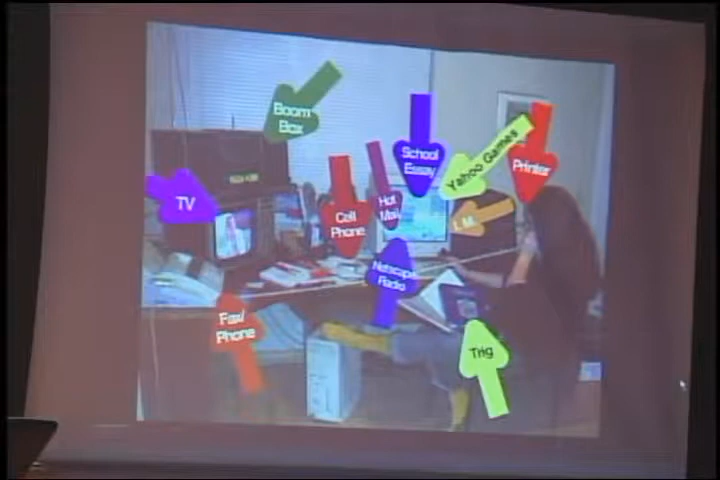 Boom
Box
School
Essay
Yahoo Games
Printer
TV
Cell
Phone
Hot
Mail
I.M.
Netscape
Radio
Fax/
Phone
Trig